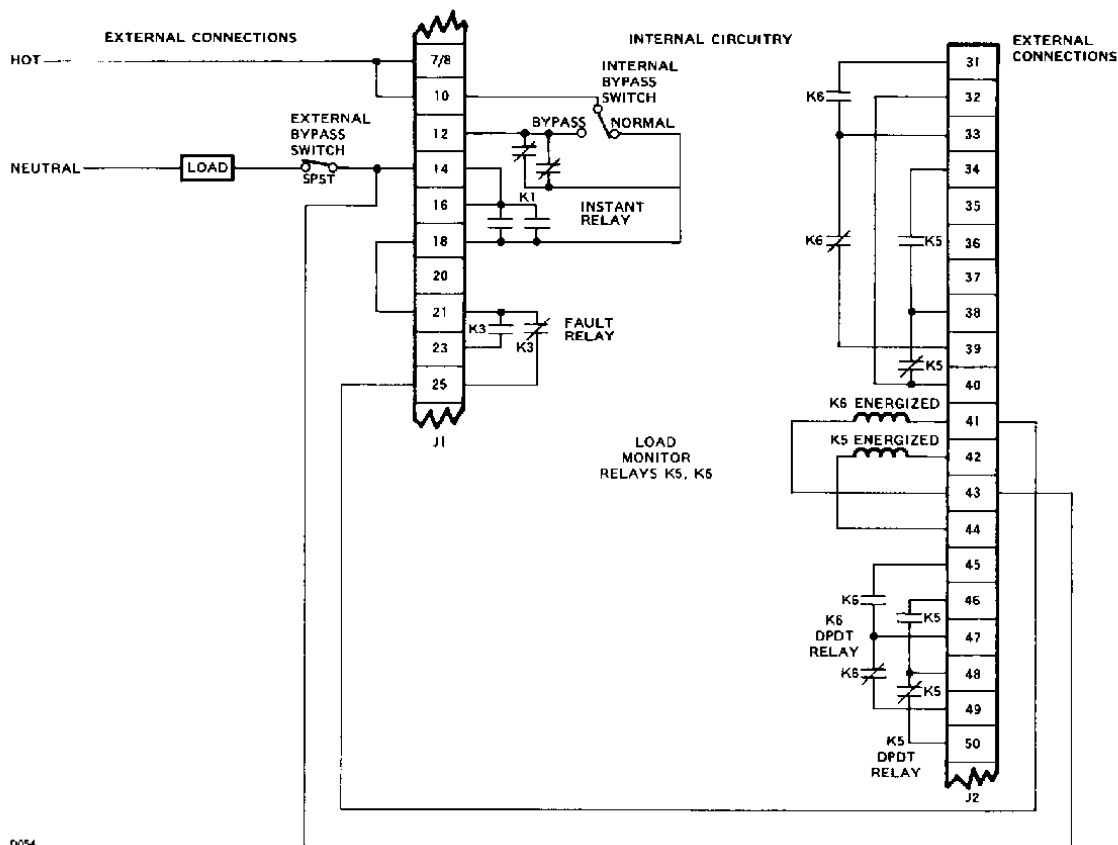 EXTERNAL CONNECTIONS
INTERNAL CIRCUITRY
EXTERNAL
CONNECTIONS
HOT
NEUTRAL
LOAD
EXTERNAL
BYPASS
SWITCH
SPST
7/8
10
12
14
16
18
20
21
23
25
J1
INTERNAL
BYPASS
SWITCH
BYPASS
NORMAL
K1
INSTANT
RELAY
K3
K3
FAULT
RELAY
LOAD
MONITOR
RELAYS K5, K6
K6
K6
K5
K5
K6 ENERGIZED
K5 ENERGIZED
K6
K5
K6
DPDT
RELAY
K6
K5
K5
DPDT
RELAY
31
32
33
34
35
36
37
38
39
40
41
42
43
44
45
46
47
48
49
50
J2
D054